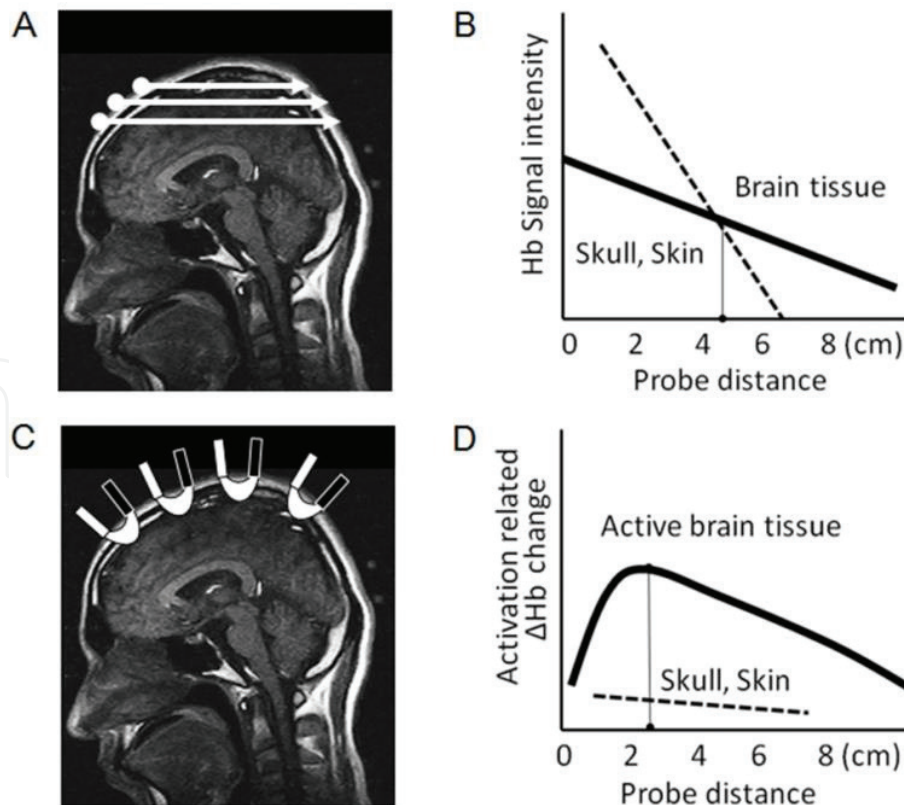 A
B
Hb Signal intensity
Brain tissue
Skull, Skin
0 2 4 6 8 (cm)
Probe distance
C
D
Activation related
ΔHb change
Active brain tissue
Skull, Skin
0 2 4 6 8 (cm)
Probe distance